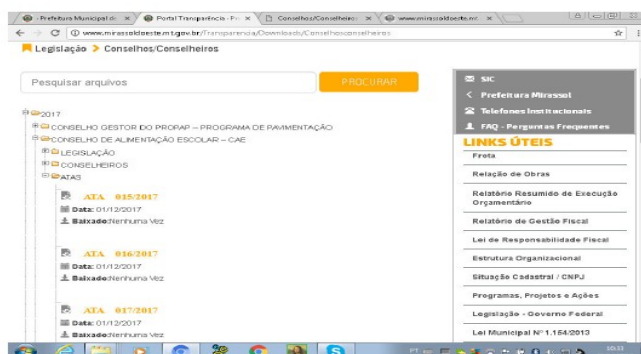 - Prefeitura Municipal de
Portal Transparência - Pr
Conselhos/Conselheiros
www.mirassoldoeste.mt.
www.mirassoldoeste.mt.gov.br/Transparencia/Downloads/Conselhosconselheiros
Legislação > Conselhos/Conselheiros
Pesquisar arquivos
PROCURAR
2017
CONSELHO GESTOR DO PROPAP – PROGRAMA DE PAVIMENTAÇÃO
CONSELHO DE ALIMENTAÇÃO ESCOLAR – CAE
LEGISLAÇÃO
CONSELHEIROS
ATAS
ATA 015/2017
Data: 01/12/2017
Baixado:Nenhuma Vez
ATA 016/2017
Data: 01/12/2017
Baixado:Nenhuma Vez
ATA 017/2017
Data: 01/12/2017
Baixado:Nenhuma Vez
SIC
Prefeitura Mirassol
Telefones Institucionais
FAQ - Perguntas Frequentes
LINKS ÚTEIS
Frota
Relação de Obras
Relatório Resumido de Execução
Orçamentário
Relatório de Gestão Fiscal
Lei de Responsabilidade Fiscal
Estrutura Organizacional
Situação Cadastral / CNPJ
Programas, Projetos e Ações
Legislação - Governo Federal
Lei Municipal Nº 1.154/2013
PT